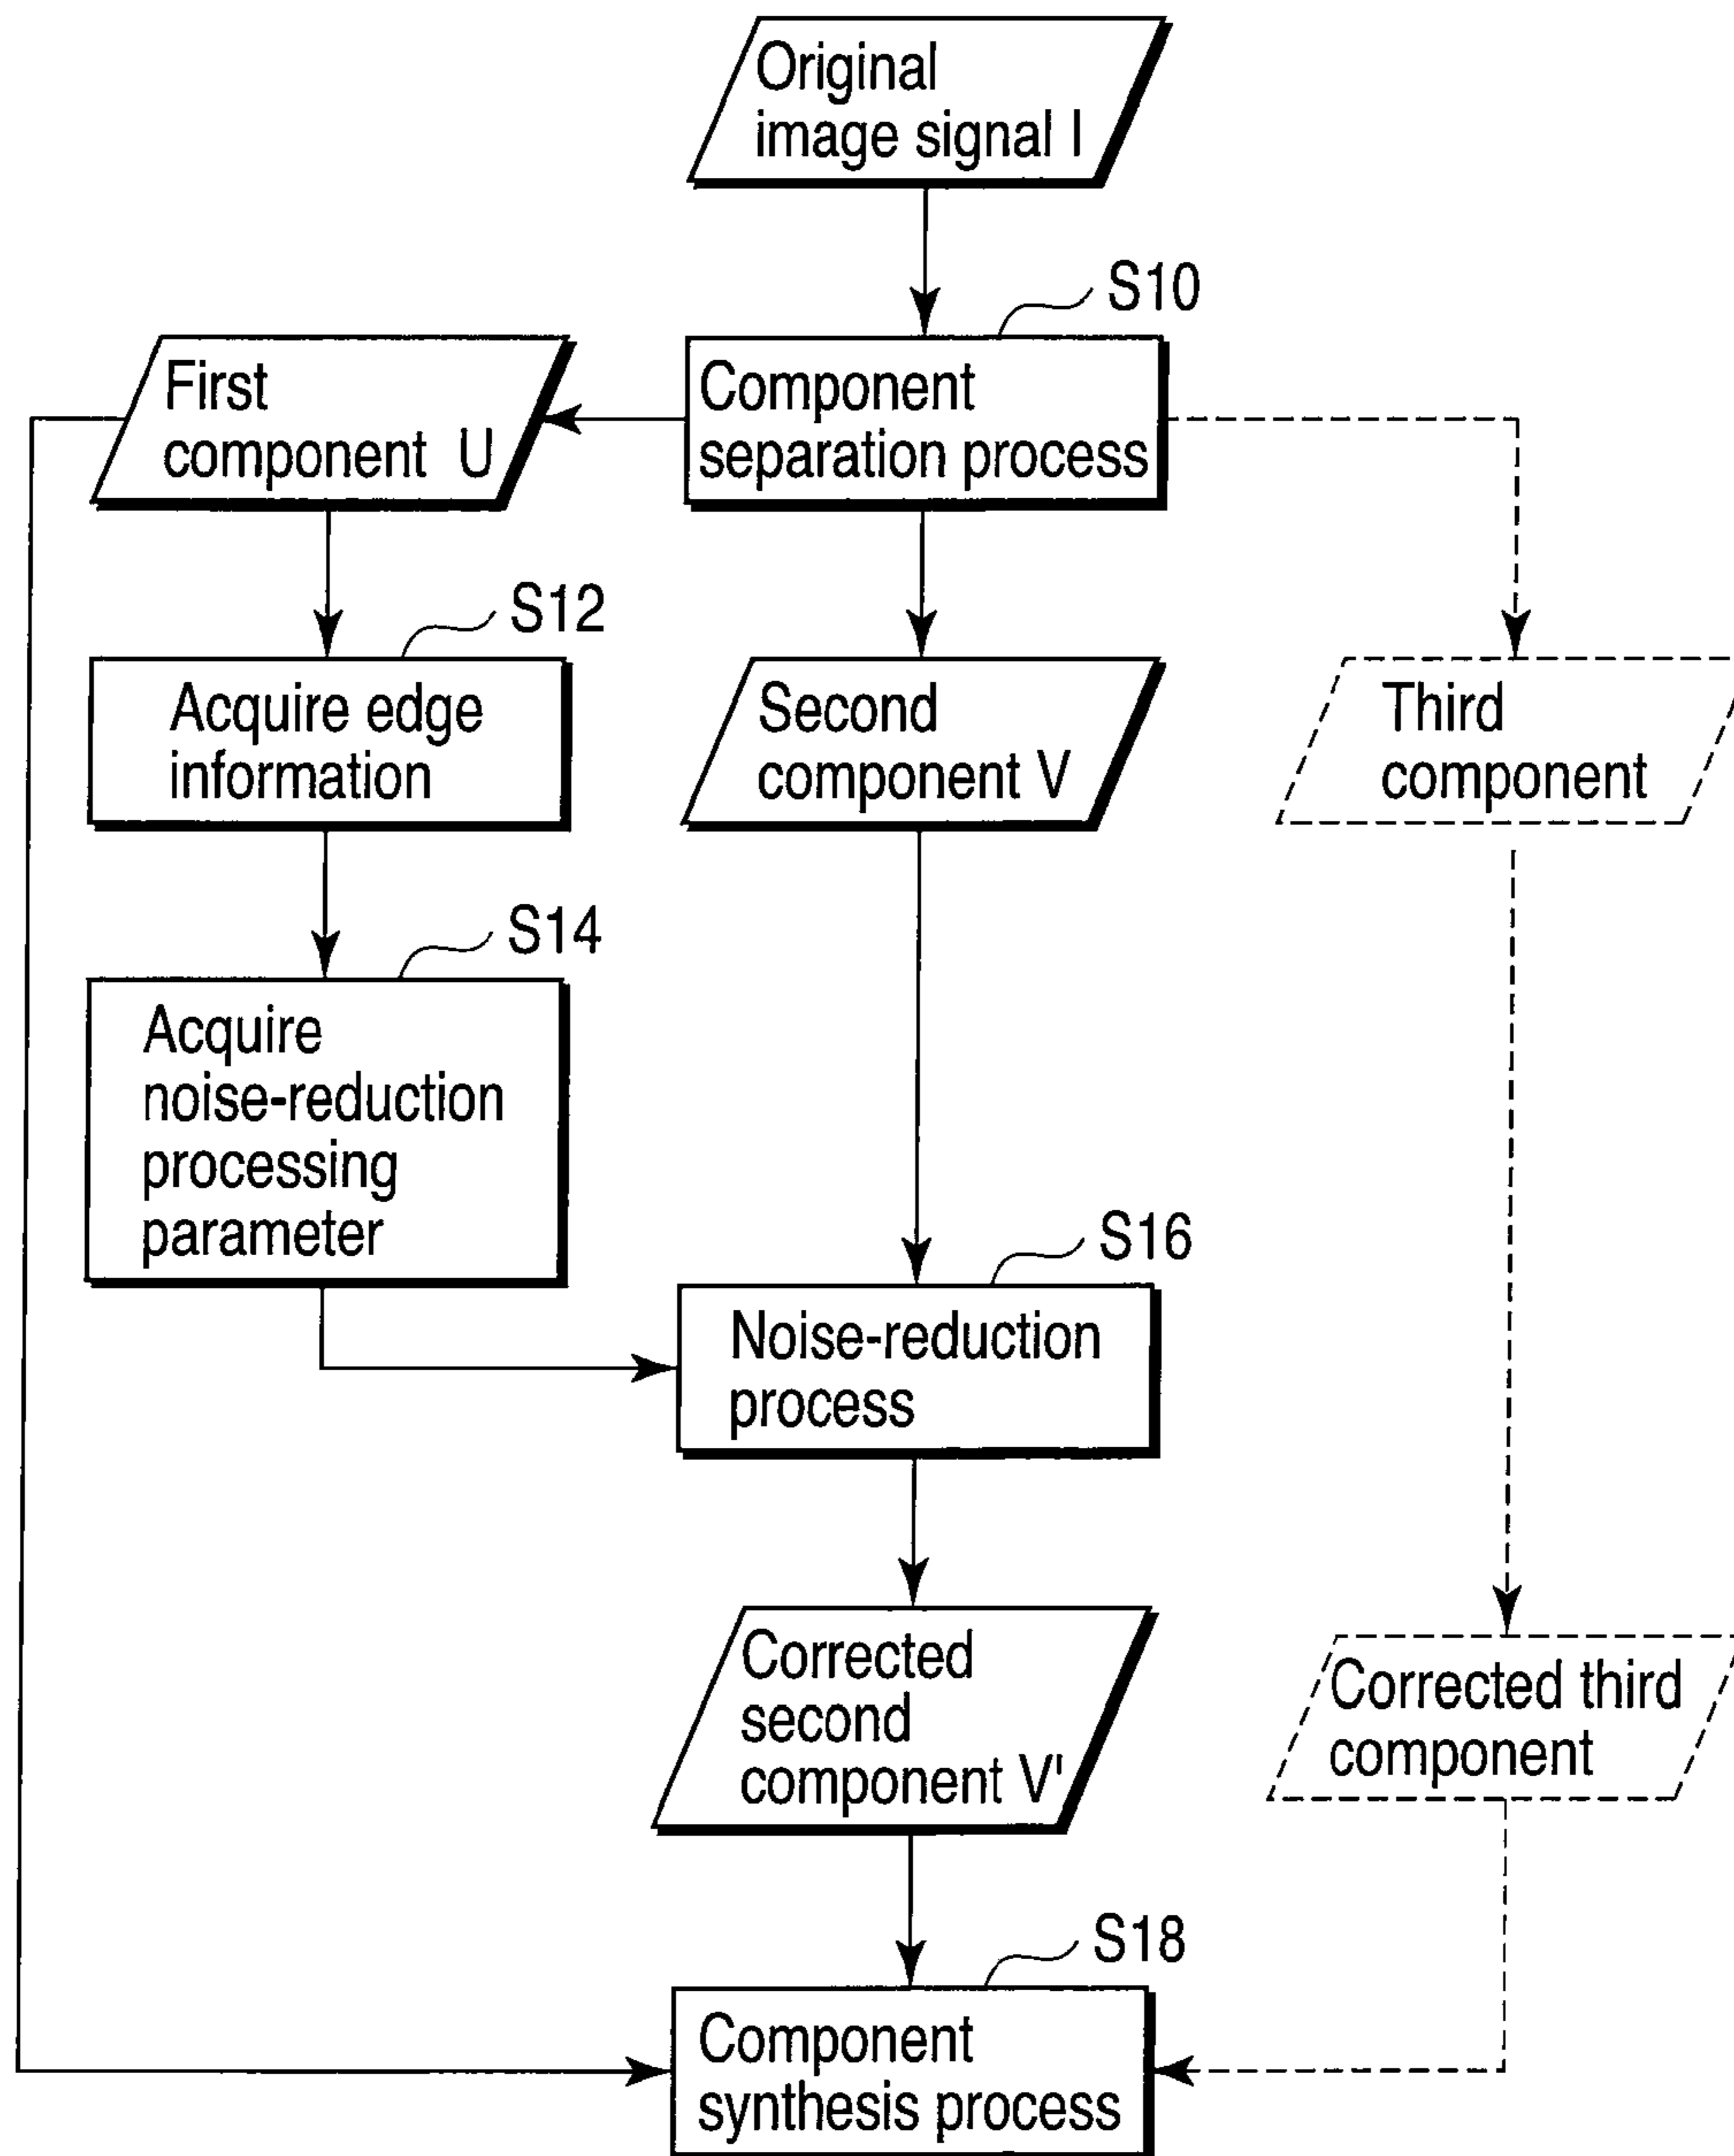 Original
image signal I
S10
First
component U
Component
separation process
S12
Acquire edge
information
Second
component V
Third
component
S14
Acquire
noise-reduction
processing
parameter
S16
Noise-reduction
process
Corrected
second
component V'
Corrected third
component
S18
Component
synthesis process